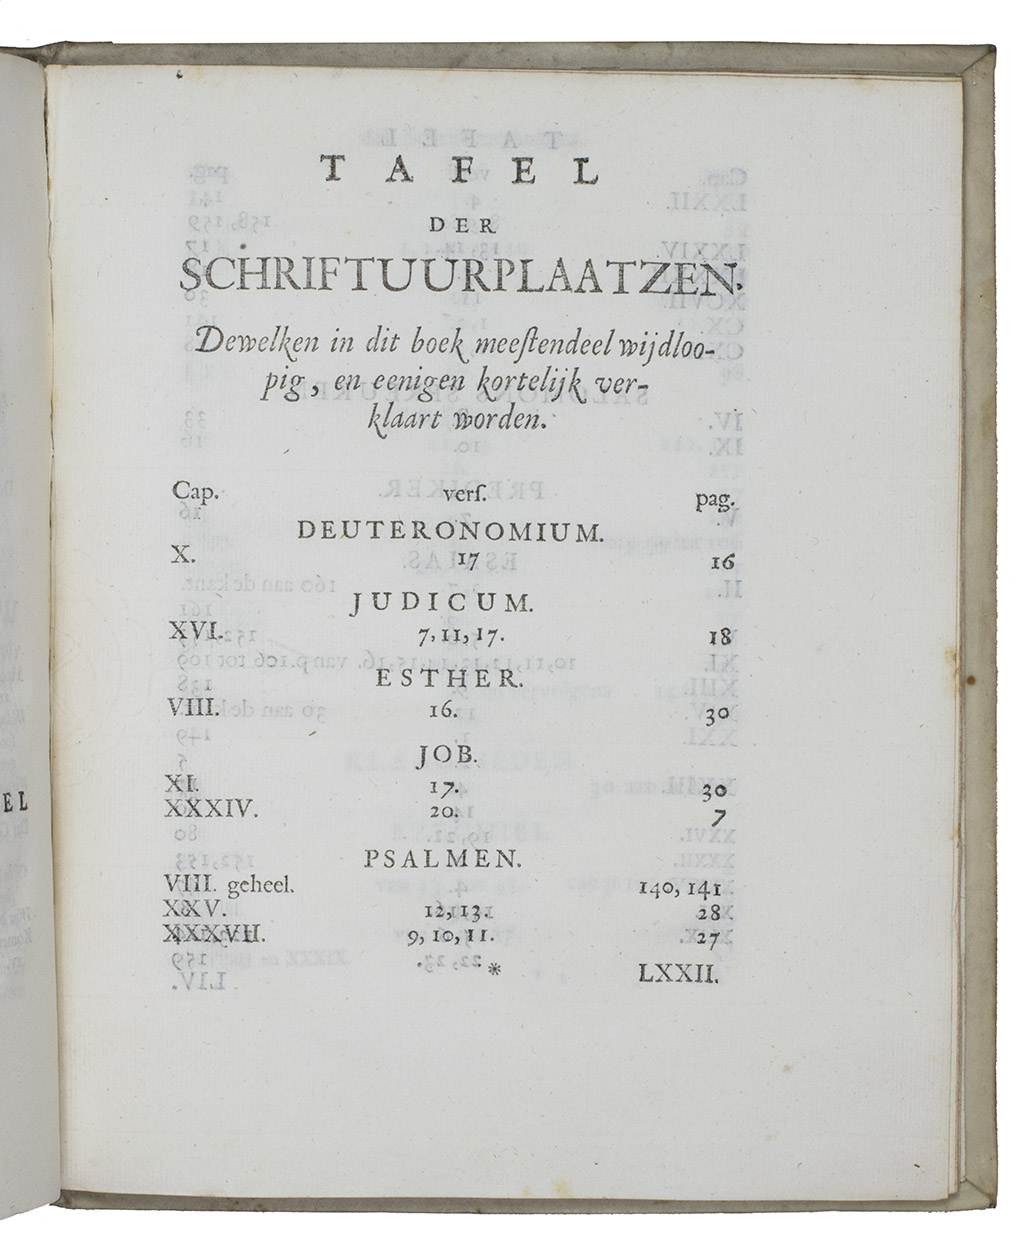 TAFEL
DER
SCHRIFTUURPLAATZEN.
Dewelken in dit boek meeſtendeel wijdloo-
pig, en eenigen kortelijk ver-
klaart worden.
Cap. verſ. pag.
DEUTERONOMIUM.
X. 17 16
JUDICUM.
XVI. 7, 11, 17. 18
ESTHER.
VIII. 16. 30
JOB.
XI. 17. 30
XXXIV. 20. 7
PSALMEN.
VIII. geheel. 140, 141
XXV. 12, 13. 28
XXXVII. 9, 10, 11. 27
* LXXII.
EL